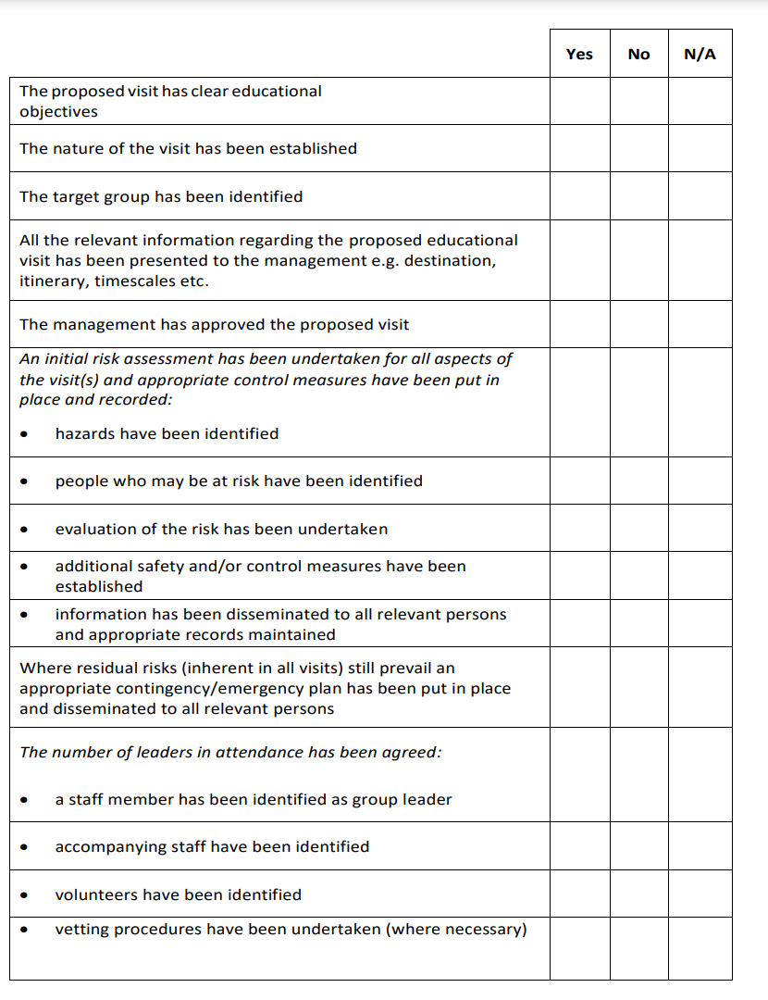 Yes No N/A
The proposed visit has clear educational
objectives
The nature of the visit has been established
The target group has been identified
All the relevant information regarding the proposed educational
visit has been presented to the management e.g. destination,
itinerary, timescales etc.
The management has approved the proposed visit
An initial risk assessment has been undertaken for all aspects of
the visit(s) and appropriate control measures have been put in
place and recorded:
• hazards have been identified
• people who may be at risk have been identified
• evaluation of the risk has been undertaken
• additional safety and/or control measures have been
established
• information has been disseminated to all relevant persons
and appropriate records maintained
Where residual risks (inherent in all visits) still prevail an
appropriate contingency/emergency plan has been put in place
and disseminated to all relevant persons
The number of leaders in attendance has been agreed:
• a staff member has been identified as group leader
• accompanying staff have been identified
• volunteers have been identified
• vetting procedures have been undertaken (where necessary)